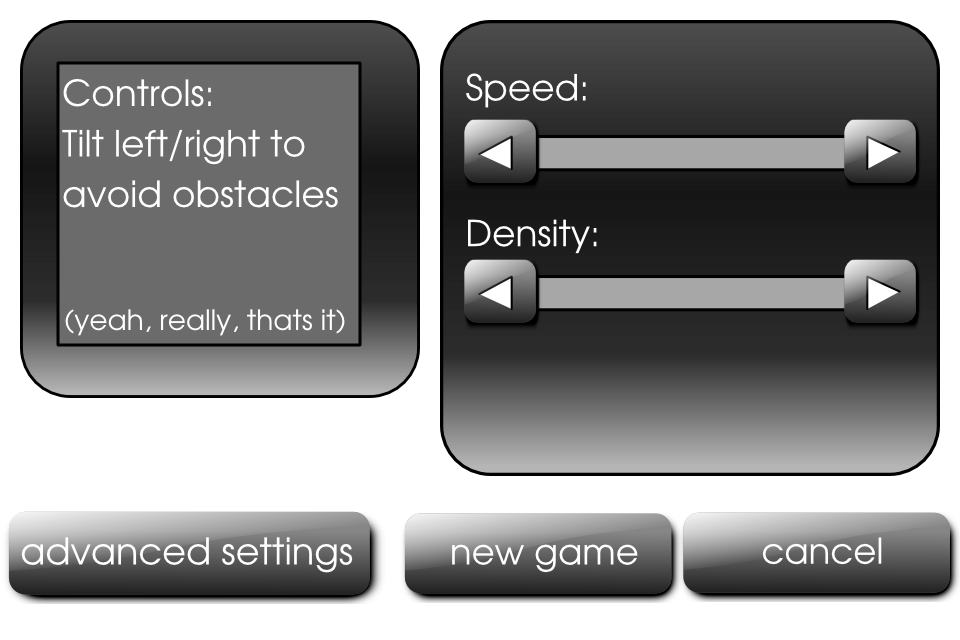 Controls:
Tilt left/right to
avoid obstacles
(yeah, really, thats it)
Speed:
Density:
advanced settings
new game
cancel